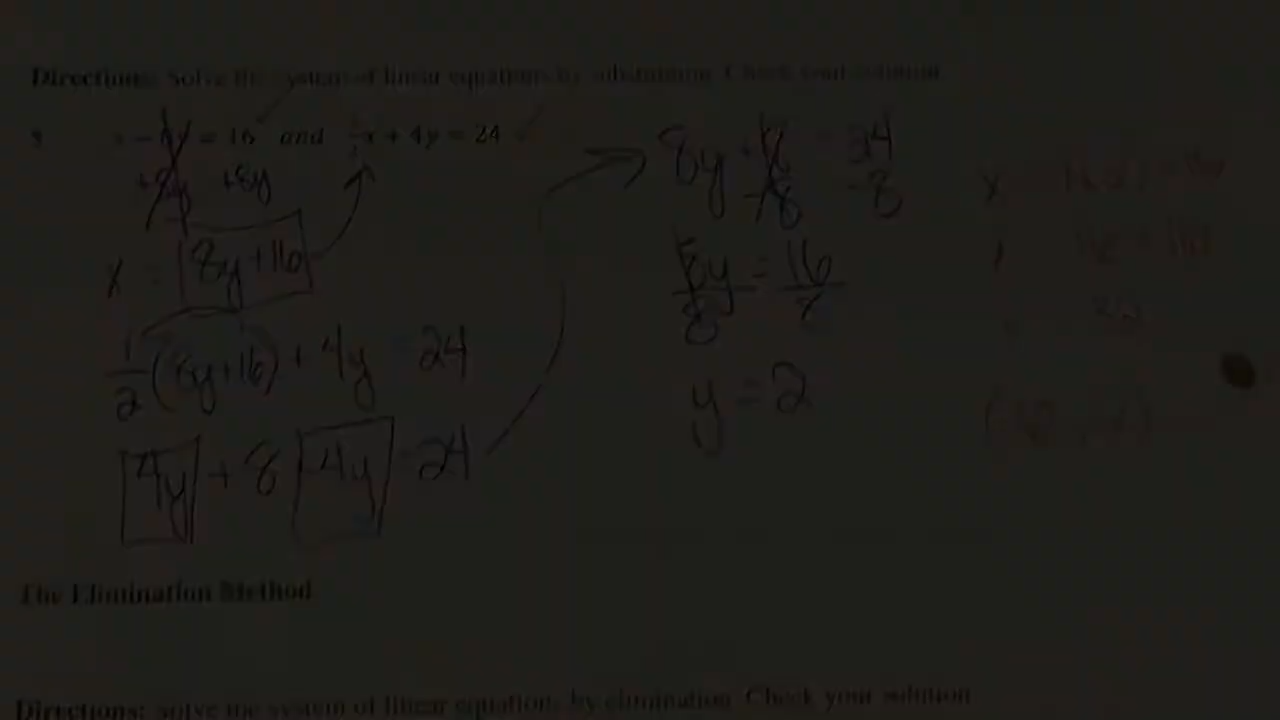 Directions: Solve the system of linear equations by substitution. Check your solution.
- 8y = 16 and 1/2 x + 4y = 24
+8y +8y
x = 8y+16
1/2 (8y+16) + 4y = 24
4y + 8 + 4y = 24
8y + 8 = 24
-8 -8
8y = 16
8 8
y = 2
The Elimination Method
Directions: Solve the system of linear equations by elimination. Check your solution.